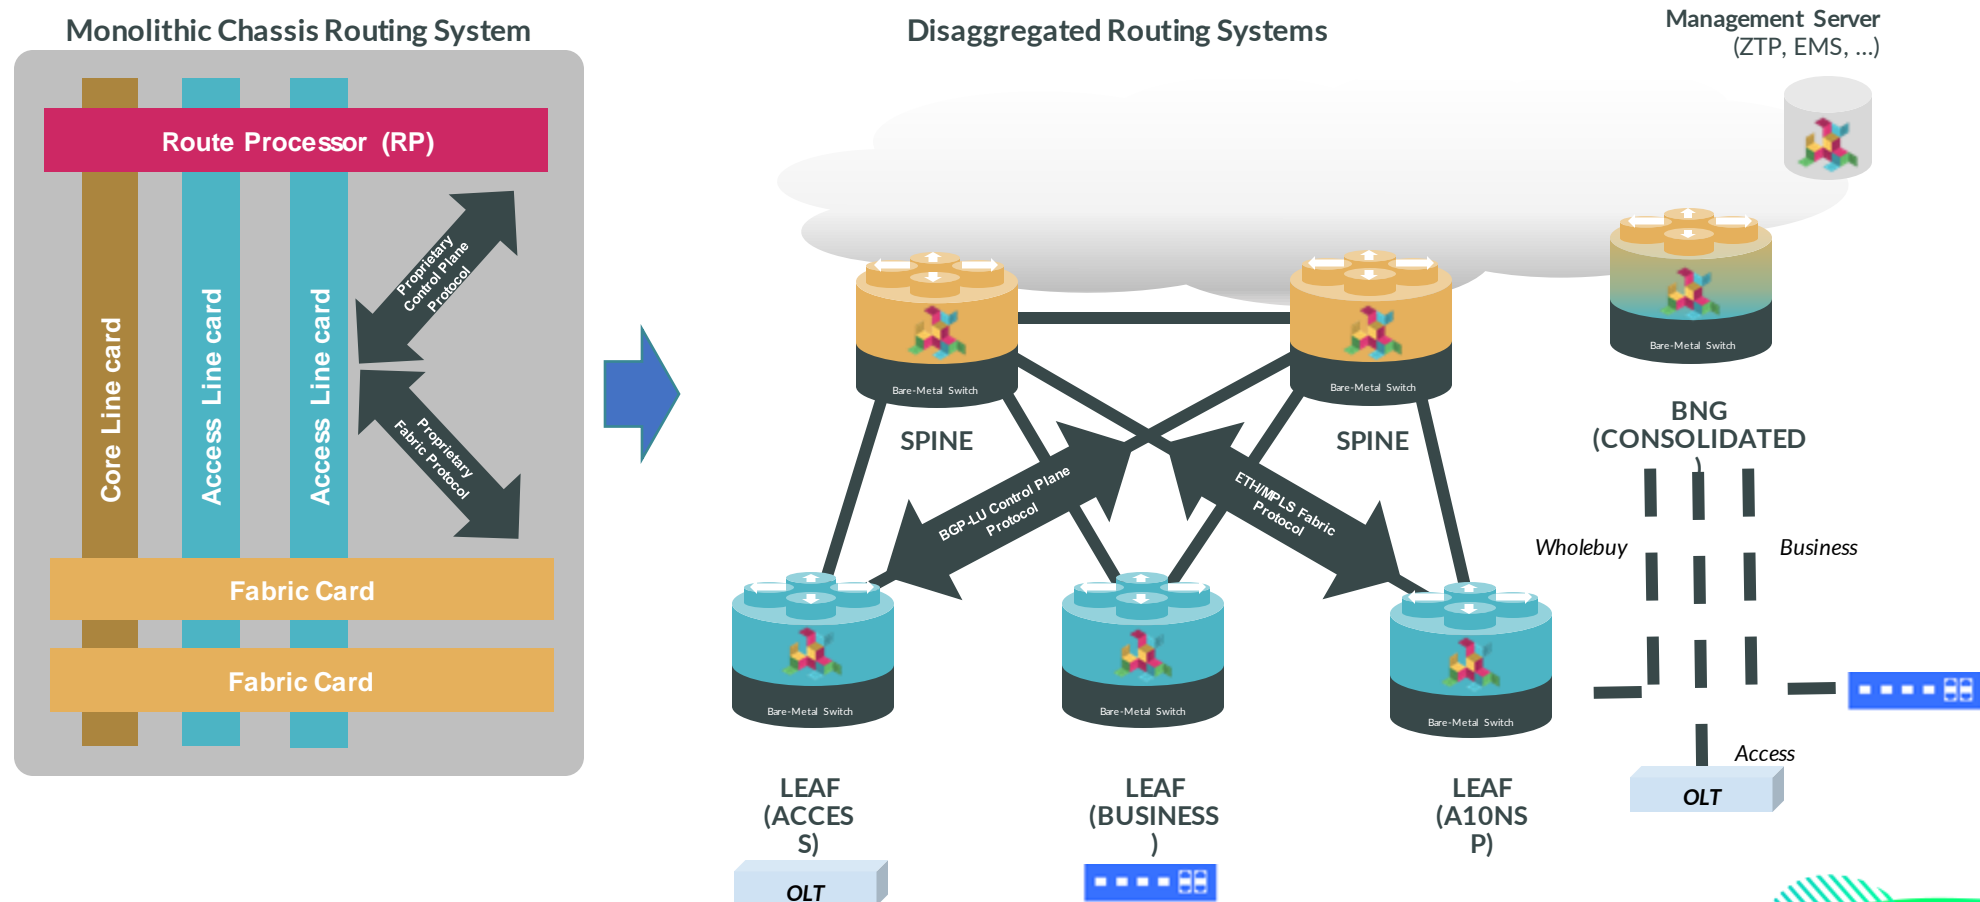 Monolithic Chassis Routing System
Route Processor (RP)
Core Line card
Access Line card
Access Line card
Proprietary
Control Plane
Protocol
Proprietary
Fabric Protocol
Fabric Card
Fabric Card
Disaggregated Routing Systems
Management Server
(ZTP, EMS, ...)
Bare-Metal Switch
SPINE
Bare-Metal Switch
SPINE
Bare-Metal Switch
BNG
(CONSOLIDATED
)
BGP-LU Control Plane
Protocol
ETH/MPLS Fabric
Protocol
Wholebuy
Business
Access
OLT
Bare-Metal Switch
LEAF
(ACCES
S)
OLT
Bare-Metal Switch
LEAF
(BUSINESS
)
Bare-Metal Switch
LEAF
(A10NS
P)